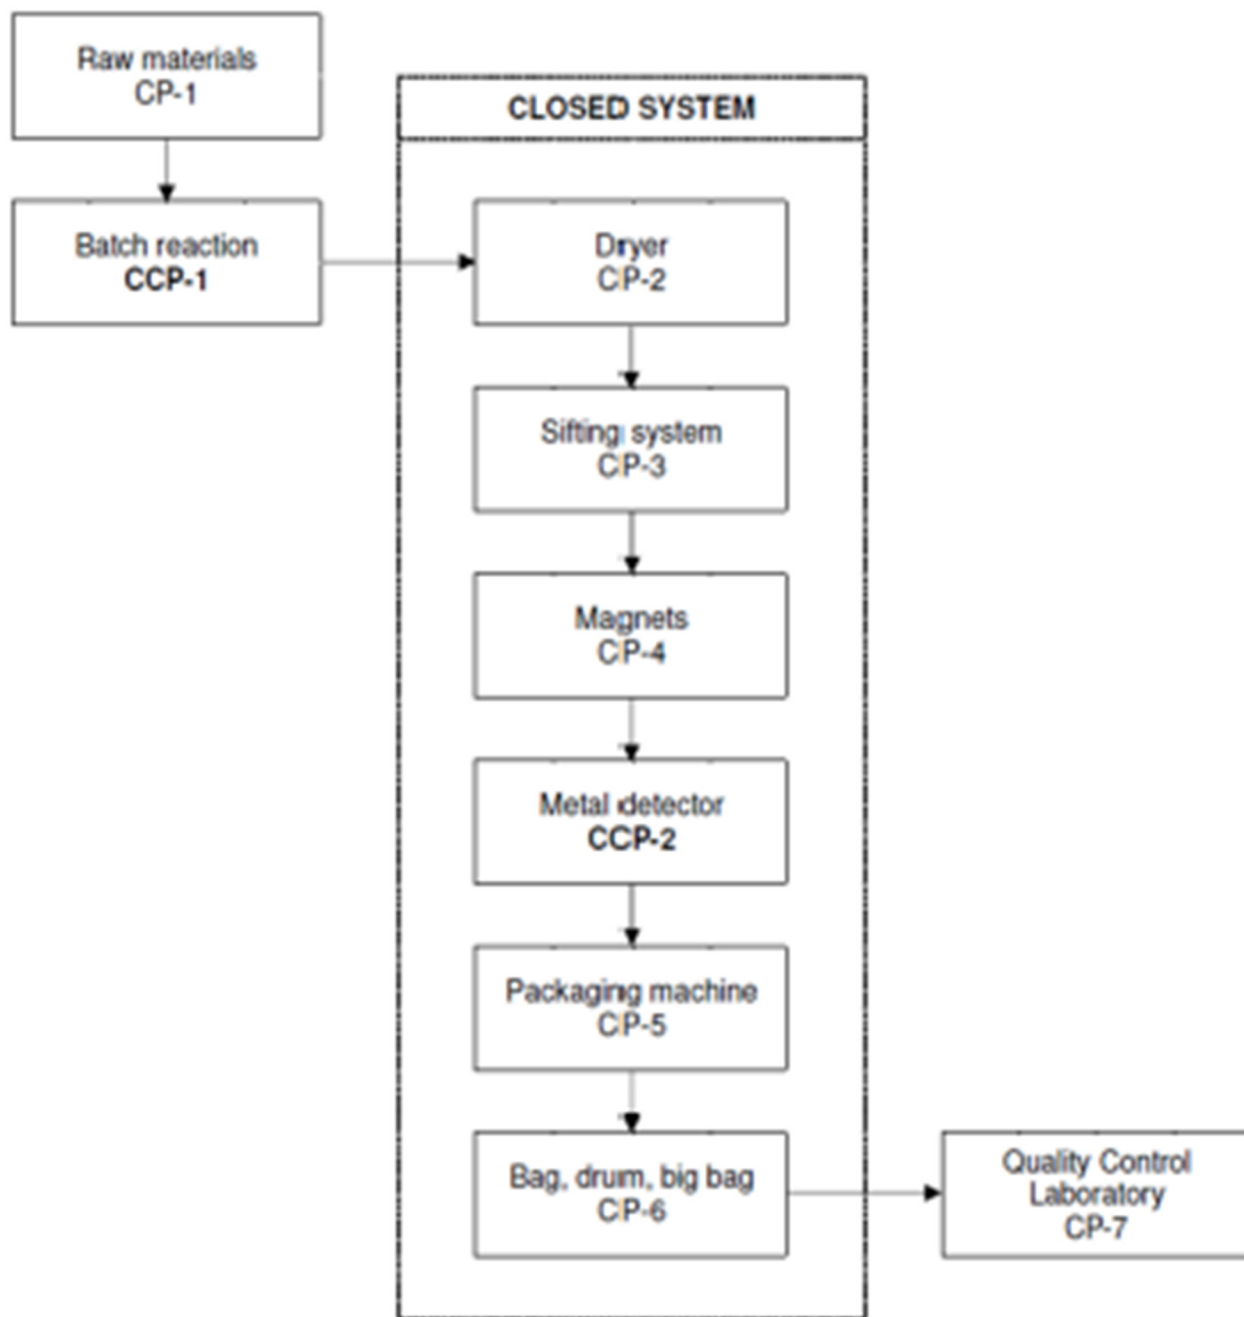 Raw materials
CP-1
CLOSED SYSTEM
Batch reaction
CCP-1
Dryer
CP-2
Sifting system
CP-3
Magnets
CP-4
Metal detector
CCP-2
Packaging machine
CP-5
Bag, drum, big bag
CP-6
Quality Control
Laboratory
CP-7